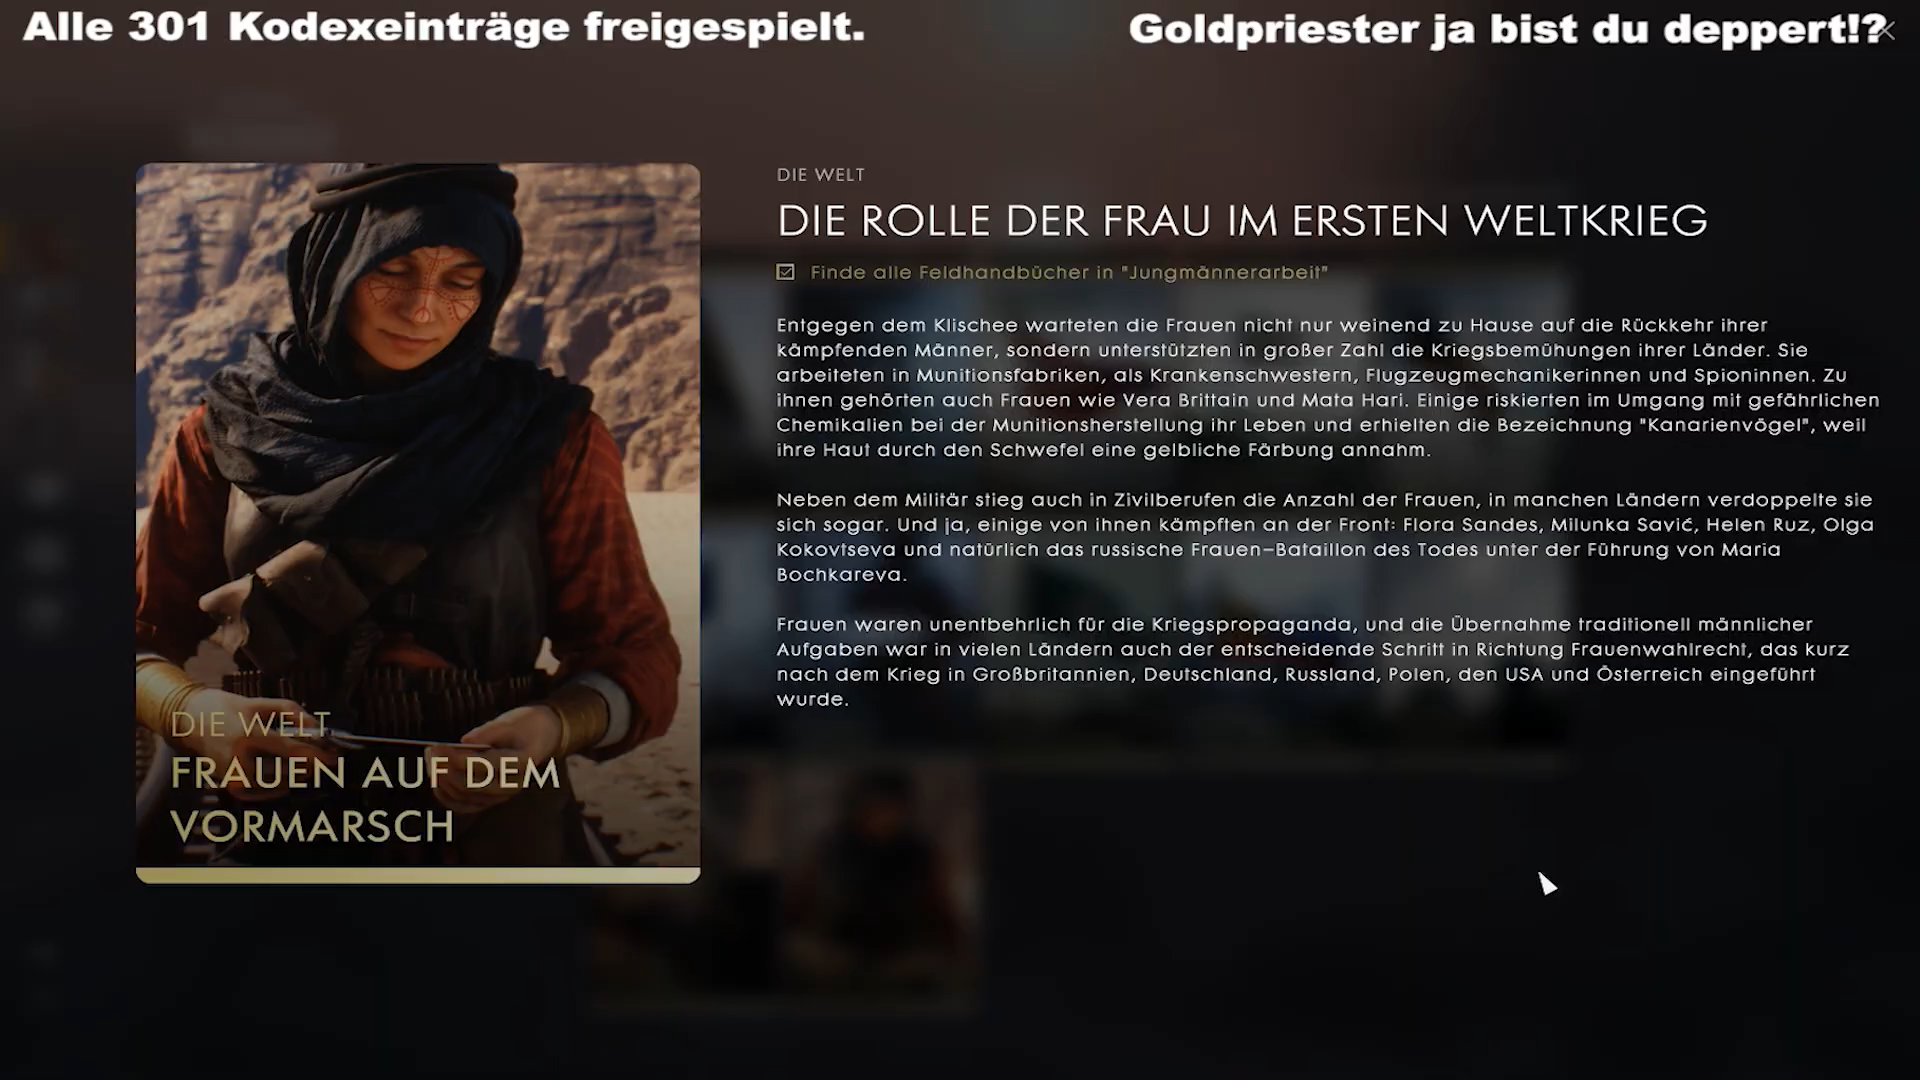 Alle 301 Kodexeinträge freigespielt.
Goldpriester ja bist du deppert!?
DIE WELT
DIE ROLLE DER FRAU IM ERSTEN WELTKRIEG
Finde alle Feldhandbücher in "Jungmännerarbeit"
Entgegen dem Klischee warteten die Frauen nicht nur weinend zu Hause auf die Rückkehr ihrer
kämpfenden Männer, sondern unterstützten in großer Zahl die Kriegsbemühungen ihrer Länder. Sie
arbeiteten in Munitionsfabriken, als Krankenschwestern, Flugzeugmechanikerinnen und Spioninnen. Zu
ihnen gehörten auch Frauen wie Vera Brittain und Mata Hari. Einige riskierten im Umgang mit gefährlichen
Chemikalien bei der Munitionsherstellung ihr Leben und erhielten die Bezeichnung "Kanarienvögel", weil
ihre Haut durch den Schwefel eine gelbliche Färbung annahm.
Neben dem Militär stieg auch in Zivilberufen die Anzahl der Frauen, in manchen Ländern verdoppelte sie
sich sogar. Und ja, einige von ihnen kämpften an der Front: Flora Sandes, Milunka Savić, Helen Ruz, Olga
Kokovtseva und natürlich das russische Frauen-Bataillon des Todes unter der Führung von Maria
Bochkareva.
Frauen waren unentbehrlich für die Kriegspropaganda, und die Übernahme traditionell männlicher
Aufgaben war in vielen Ländern auch der entscheidende Schritt in Richtung Frauenwahlrecht, das kurz
nach dem Krieg in Großbritannien, Deutschland, Russland, Polen, den USA und Österreich eingeführt
wurde.
DIE WELT
FRAUEN AUF DEM
VORMARSCH